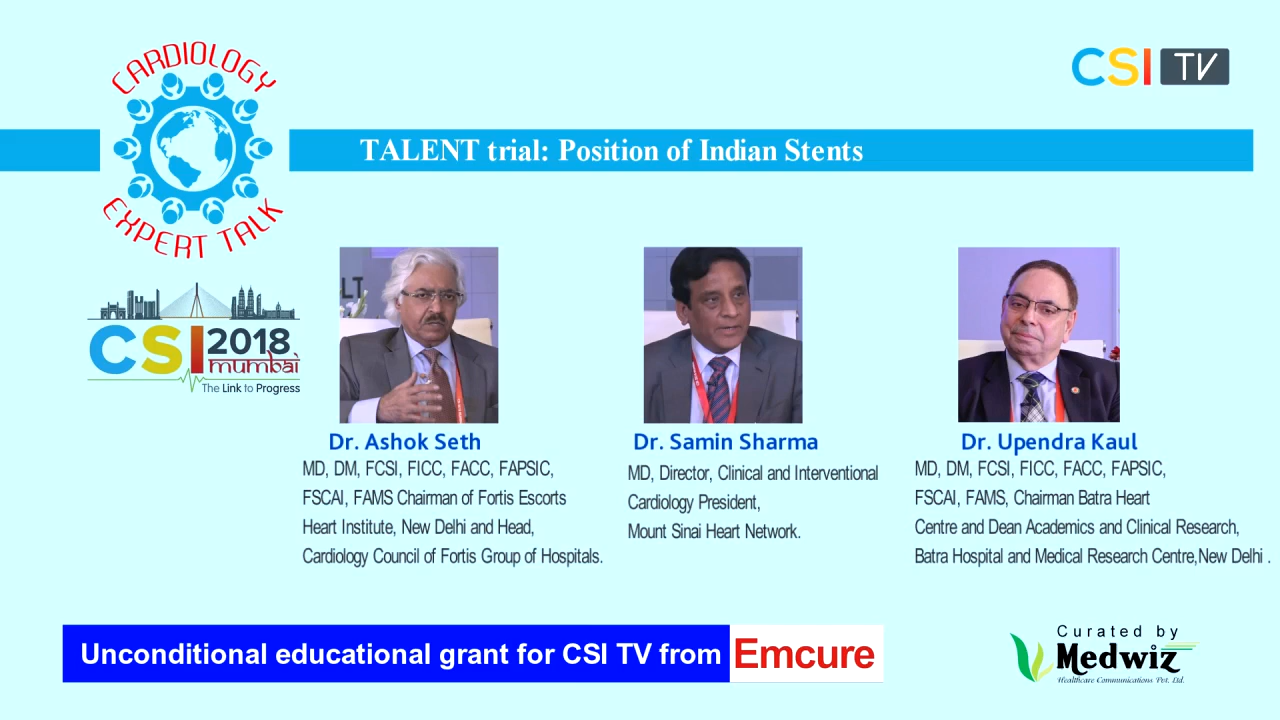 CARDIOLOGY
EXPERT TALK
CSI TV
TALENT trial: Position of Indian Stents
CSI 2018
mumbai
The Link to Progress
LT
Dr. Ashok Seth
MD, DM, FCSI, FICC, FACC, FAPSIC,
FSCAI, FAMS Chairman of Fortis Escorts
Heart Institute, New Delhi and Head,
Cardiology Council of Fortis Group of Hospitals.
Dr. Samin Sharma
MD, Director, Clinical and Interventional
Cardiology President,
Mount Sinai Heart Network.
Dr. Upendra Kaul
MD, DM, FCSI, FICC, FACC, FAPSIC,
FSCAI, FAMS, Chairman Batra Heart
Centre and Dean Academics and Clinical Research,
Batra Hospital and Medical Research Centre,New Delhi .
Unconditional educational grant for CSI TV from Emcure
Curated by
Medwiz
Healthcare Communications Pvt. Ltd.